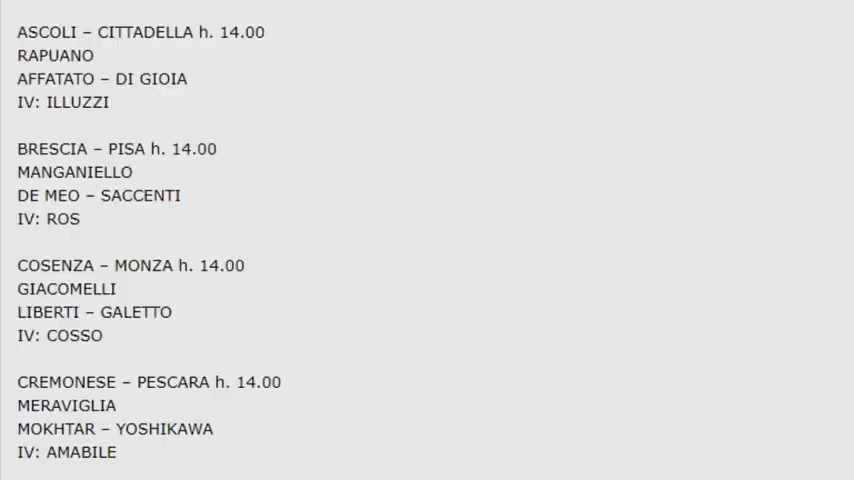 ASCOLI – CITTADELLA h. 14.00
RAPUANO
AFFATATO – DI GIOIA
IV: ILLUZZI
BRESCIA – PISA h. 14.00
MANGANIELLO
DE MEO – SACCENTI
IV: ROS
COSENZA – MONZA h. 14.00
GIACOMELLI
LIBERTI – GALETTO
IV: COSSO
CREMONESE – PESCARA h. 14.00
MERAVIGLIA
MOKHTAR – YOSHIKAWA
IV: AMABILE